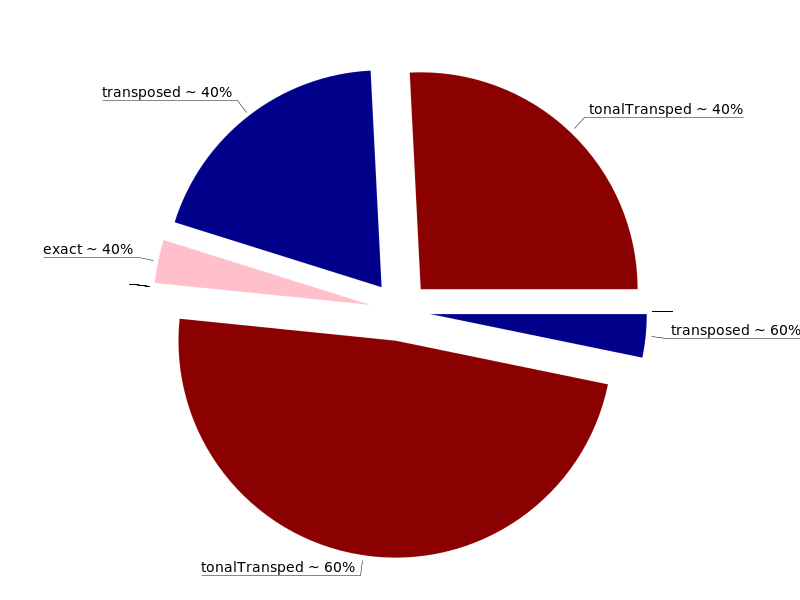 transposed ~ 40%
tonalTransped ~ 40%
exact ~ 40%
transposed ~ 60%
tonalTransped ~ 60%